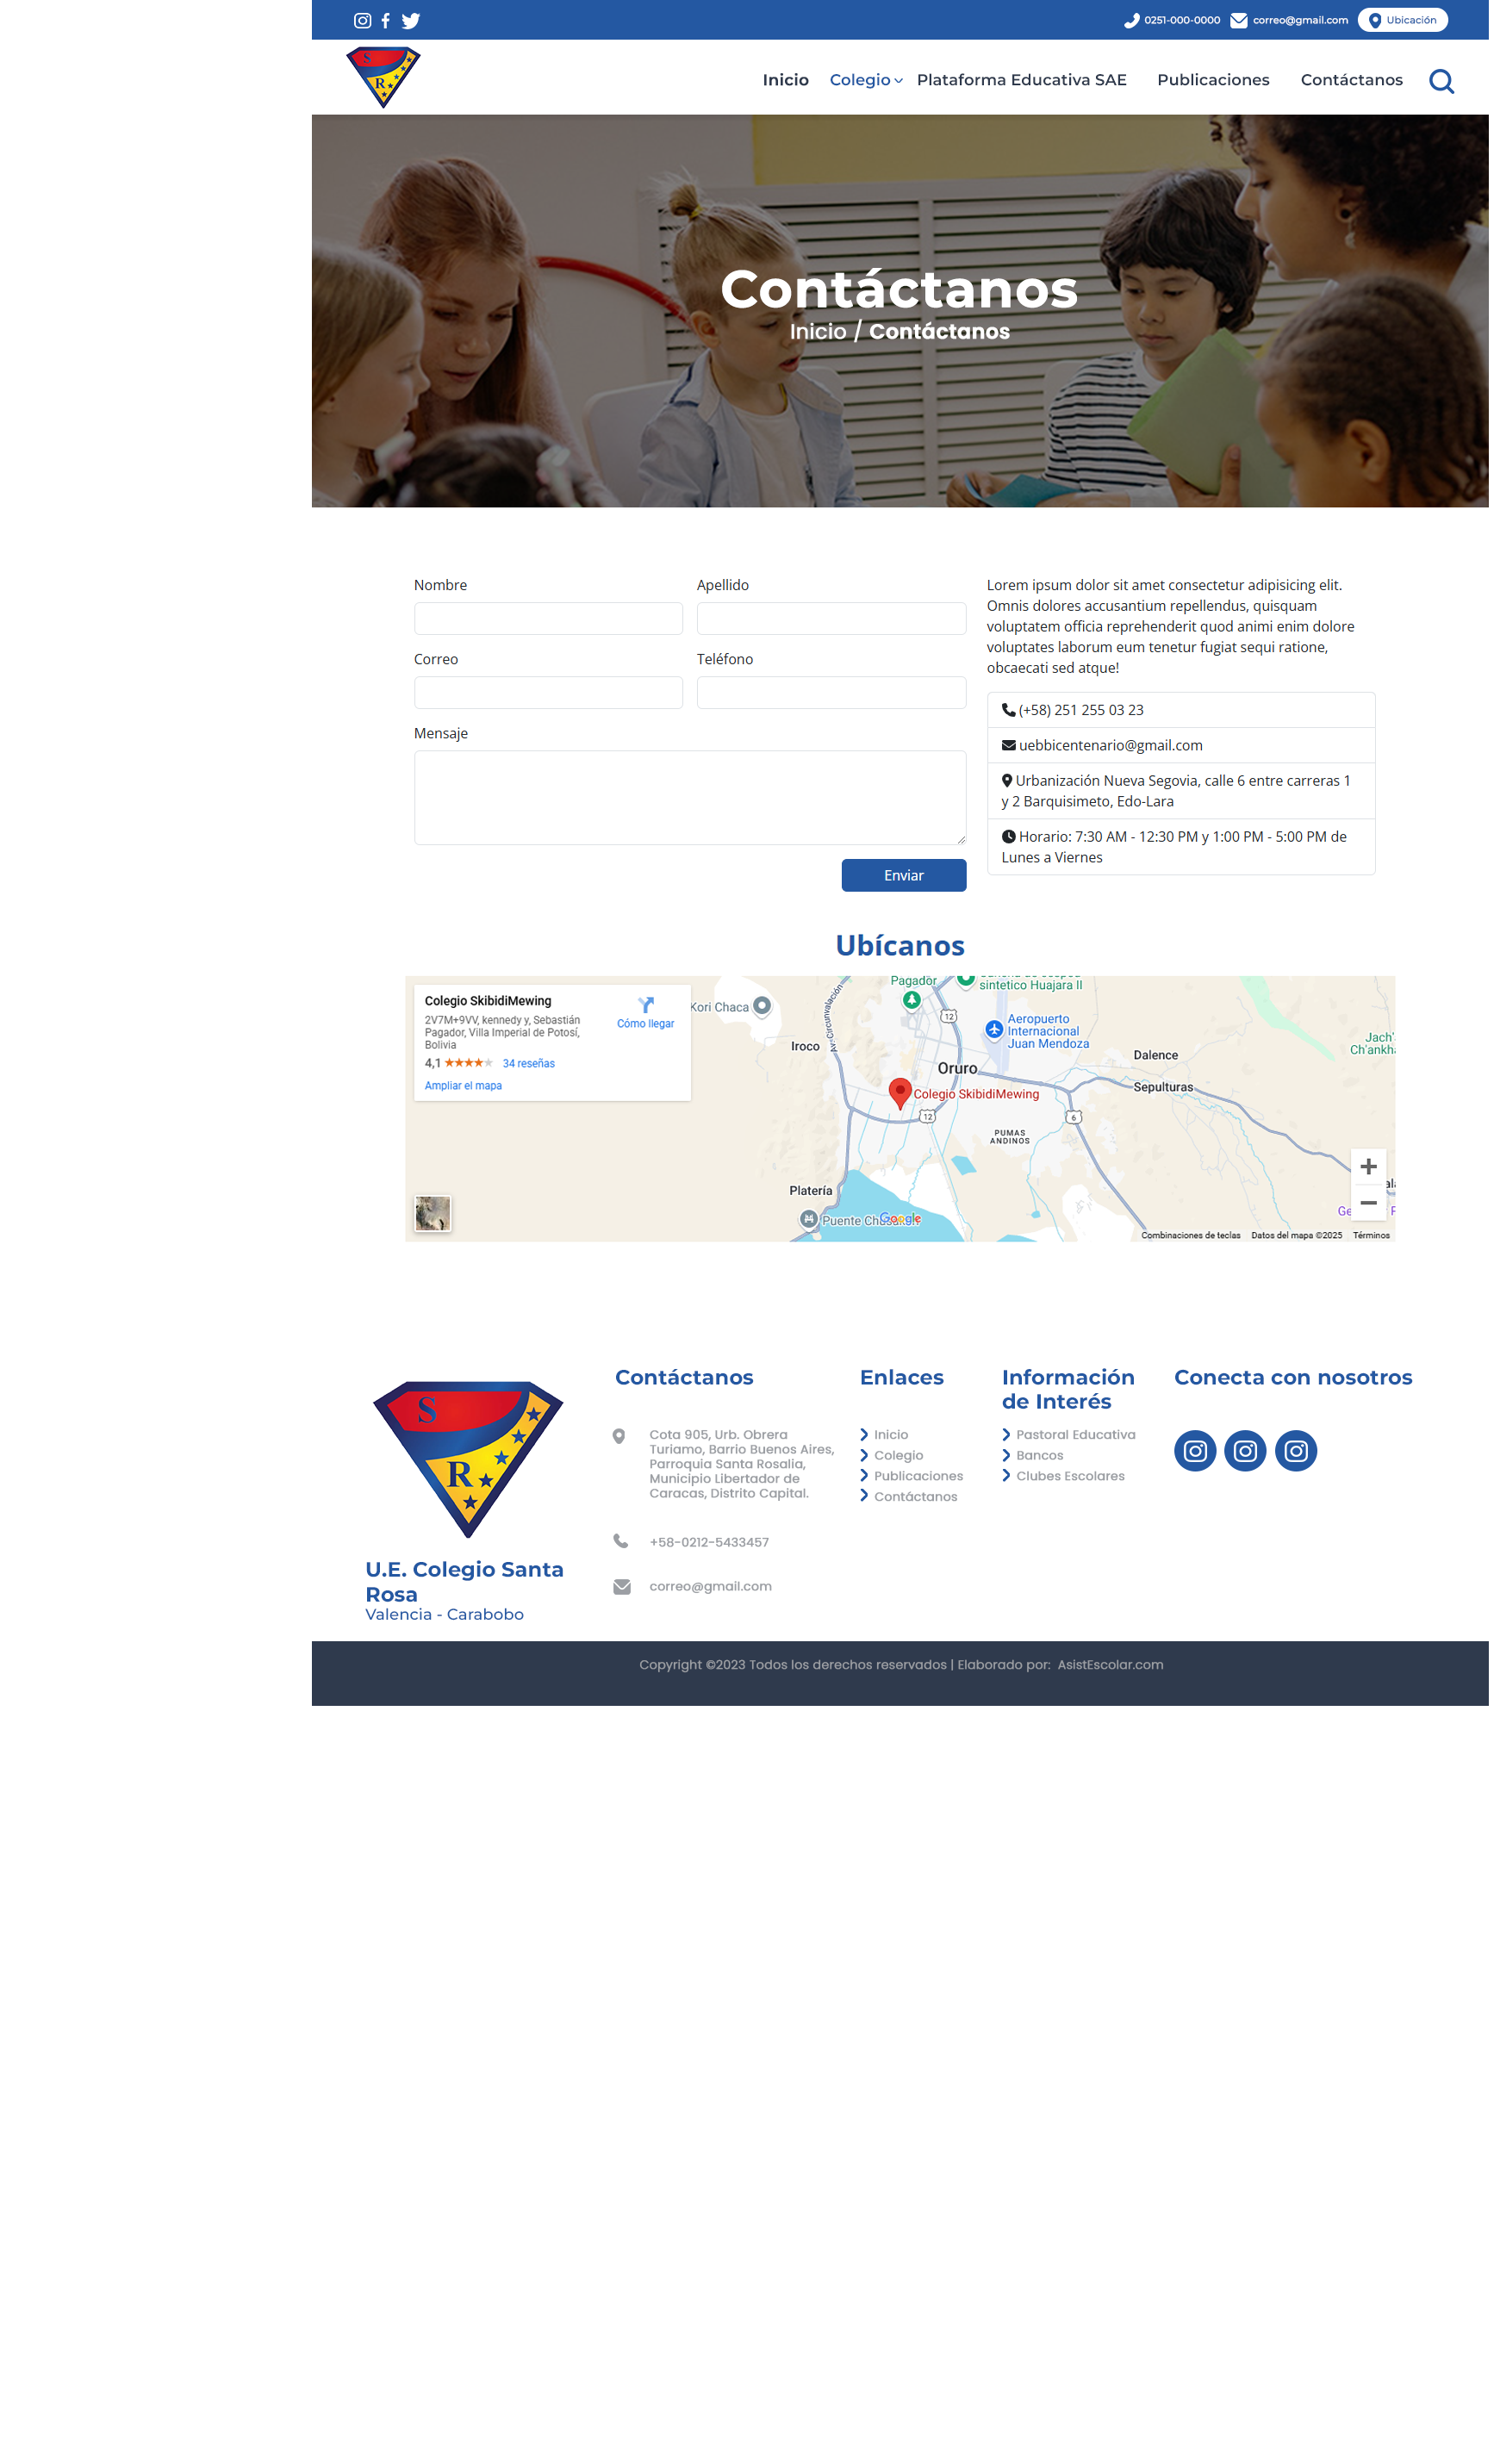 0251-000-0000 correo@gmail.com Ubicación
S
R
Inicio Colegio Plataforma Educativa SAE Publicaciones Contáctanos
Contáctanos
Inicio / Contáctanos
Nombre Apellido
Correo Teléfono
Mensaje
Enviar
Lorem ipsum dolor sit amet consectetur adipisicing elit.
Omnis dolores accusantium repellendus, quisquam
voluptatem officia reprehenderit quod animi enim dolore
voluptates laborum eum tenetur fugiat sequi ratione,
obcaecati sed atque!
(+58) 251 255 03 23
uebbicentenario@gmail.com
Urbanización Nueva Segovia, calle 6 entre carreras 1
y 2 Barquisimeto, Edo-Lara
Horario: 7:30 AM - 12:30 PM y 1:00 PM - 5:00 PM de
Lunes a Viernes
Ubícanos
Colegio SkibidiMewing
2V7M+9VV, kennedy y, Sebastián
Pagador, Villa Imperial de Potosí,
Bolivia
4,1 34 reseñas
Ampliar el mapa
Cómo llegar
Kori Chaca
Av. Circunvalación
Pagador
sintetico Huajara II
12
Aeropuerto
Internacional
Juan Mendoza
Iroco
Oruro
Dalence
Sepulturas
Colegio SkibidiMewing
12
6
PUMAS
ANDINOS
Platería
Puente
Google
Combinaciones de teclas Datos del mapa ©2025 Términos
S
R
U.E. Colegio Santa
Rosa
Valencia - Carabobo
Contáctanos
Cota 905, Urb. Obrera
Turiamo, Barrio Buenos Aires,
Parroquia Santa Rosalia,
Municipio Libertador de
Caracas, Distrito Capital.
+58-0212-5433457
correo@gmail.com
Enlaces
Inicio
Colegio
Publicaciones
Contáctanos
Información
de Interés
Pastoral Educativa
Bancos
Clubes Escolares
Conecta con nosotros
Copyright ©2023 Todos los derechos reservados | Elaborado por: AsistEscolar.com